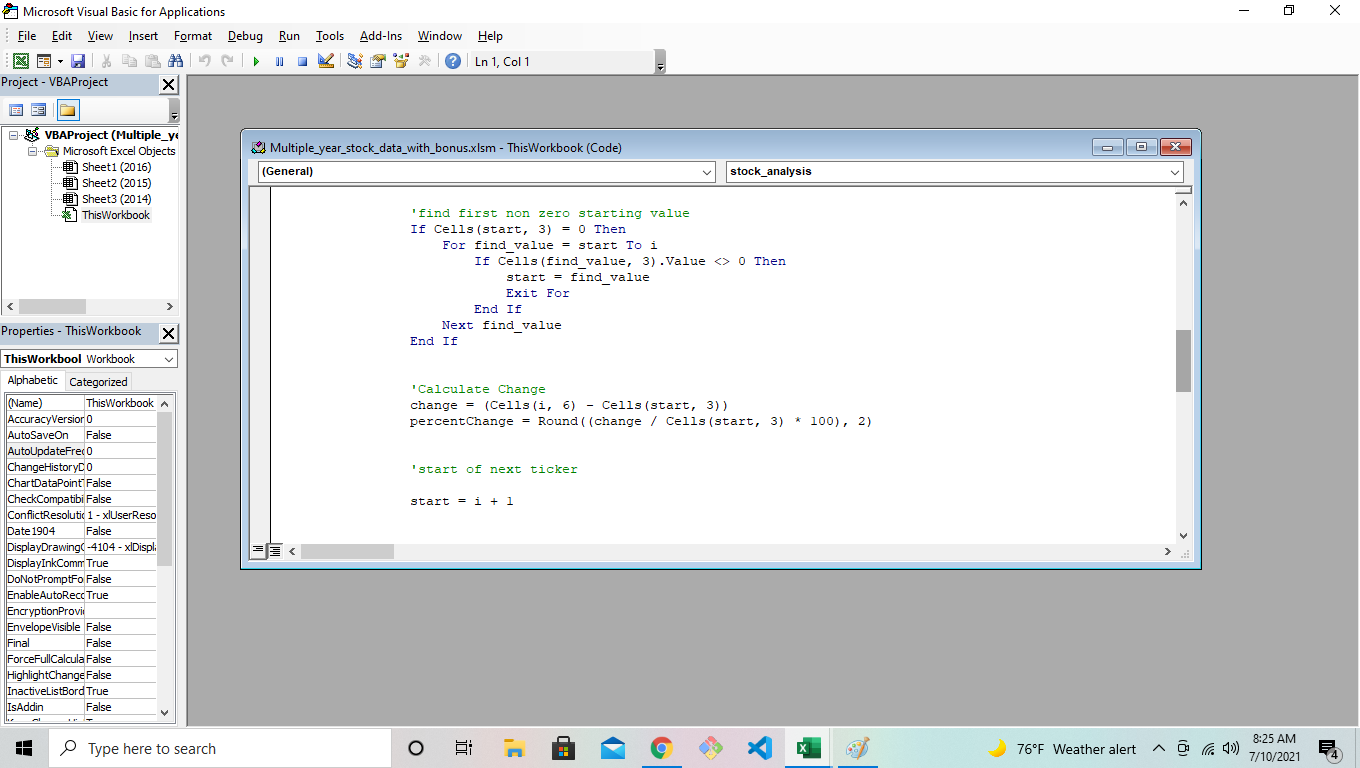 Microsoft Visual Basic for Applications
File Edit View Insert Format Debug Run Tools Add-Ins Window Help
Ln 1, Col 1
Project - VBAProject
VBAProject (Multiple_ye
Microsoft Excel Objects
Sheet1 (2016)
Sheet2 (2015)
Sheet3 (2014)
ThisWorkbook
Properties - ThisWorkbook
ThisWorkbool Workbook
Alphabetic Categorized
(Name) ThisWorkbook
AccuracyVersion 0
AutoSaveOn False
AutoUpdateFrec 0
ChangeHistoryD 0
ChartDataPoint False
CheckCompatibi False
ConflictResolutic 1 - xlUserReso
Date1904 False
DisplayDrawing -4104 - xlDispl
DisplayInkComm True
DoNotPromptFo False
EnableAutoRecc True
EncryptionProvi
EnvelopeVisible False
Final False
ForceFullCalcula False
HighlightChange False
InactiveListBord True
IsAddin False
Multiple_year_stock_data_with_bonus.xlsm - ThisWorkbook (Code)
(General) stock_analysis
'find first non zero starting value
If Cells(start, 3) = 0 Then
For find_value = start To i
If Cells(find_value, 3).Value <> 0 Then
start = find_value
Exit For
End If
Next find_value
End If
'Calculate Change
change = (Cells(i, 6) - Cells(start, 3))
percentChange = Round((change / Cells(start, 3) * 100), 2)
'start of next ticker
start = i + 1
Type here to search
76°F Weather alert
8:25 AM
7/10/2021
4